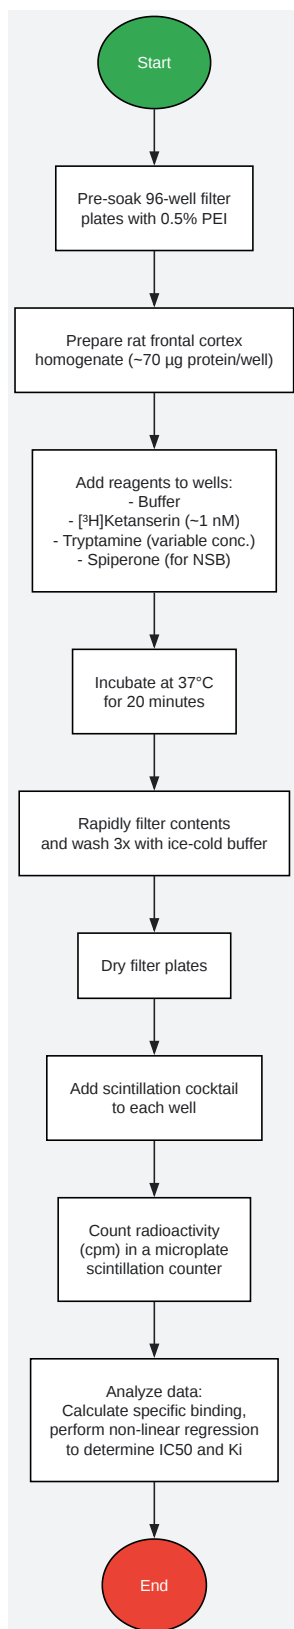 Start
Pre-soak 96-well filter
plates with 0.5% PEI
Prepare rat frontal cortex
homogenate (~70 µg protein/well)
Add reagents to wells:
- Buffer
- [³H]Ketanserin (~1 nM)
- Tryptamine (variable conc.)
- Spiperone (for NSB)
Incubate at 37°C
for 20 minutes
Rapidly filter contents
and wash 3x with ice-cold buffer
Dry filter plates
Add scintillation cocktail
to each well
Count radioactivity
(cpm) in a microplate
scintillation counter
Analyze data:
Calculate specific binding,
perform non-linear regression
to determine IC50 and Ki
End